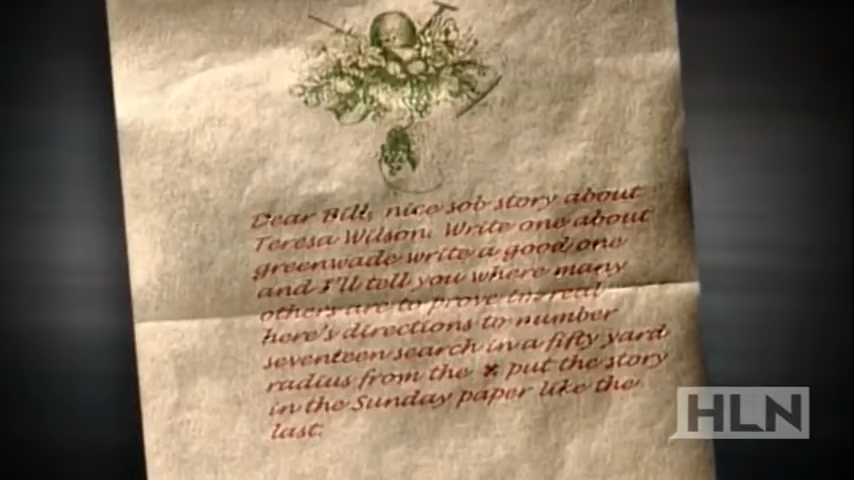 Dear Bill, nice sob story about
Teresa Wilson. Write one about
greenwade write a good one
and I'll tell you where many
others are to prove im real
here's directions to number
seventeen search in a fifty yard
radius from the x put the story
in the Sunday paper like the
last.
HLN